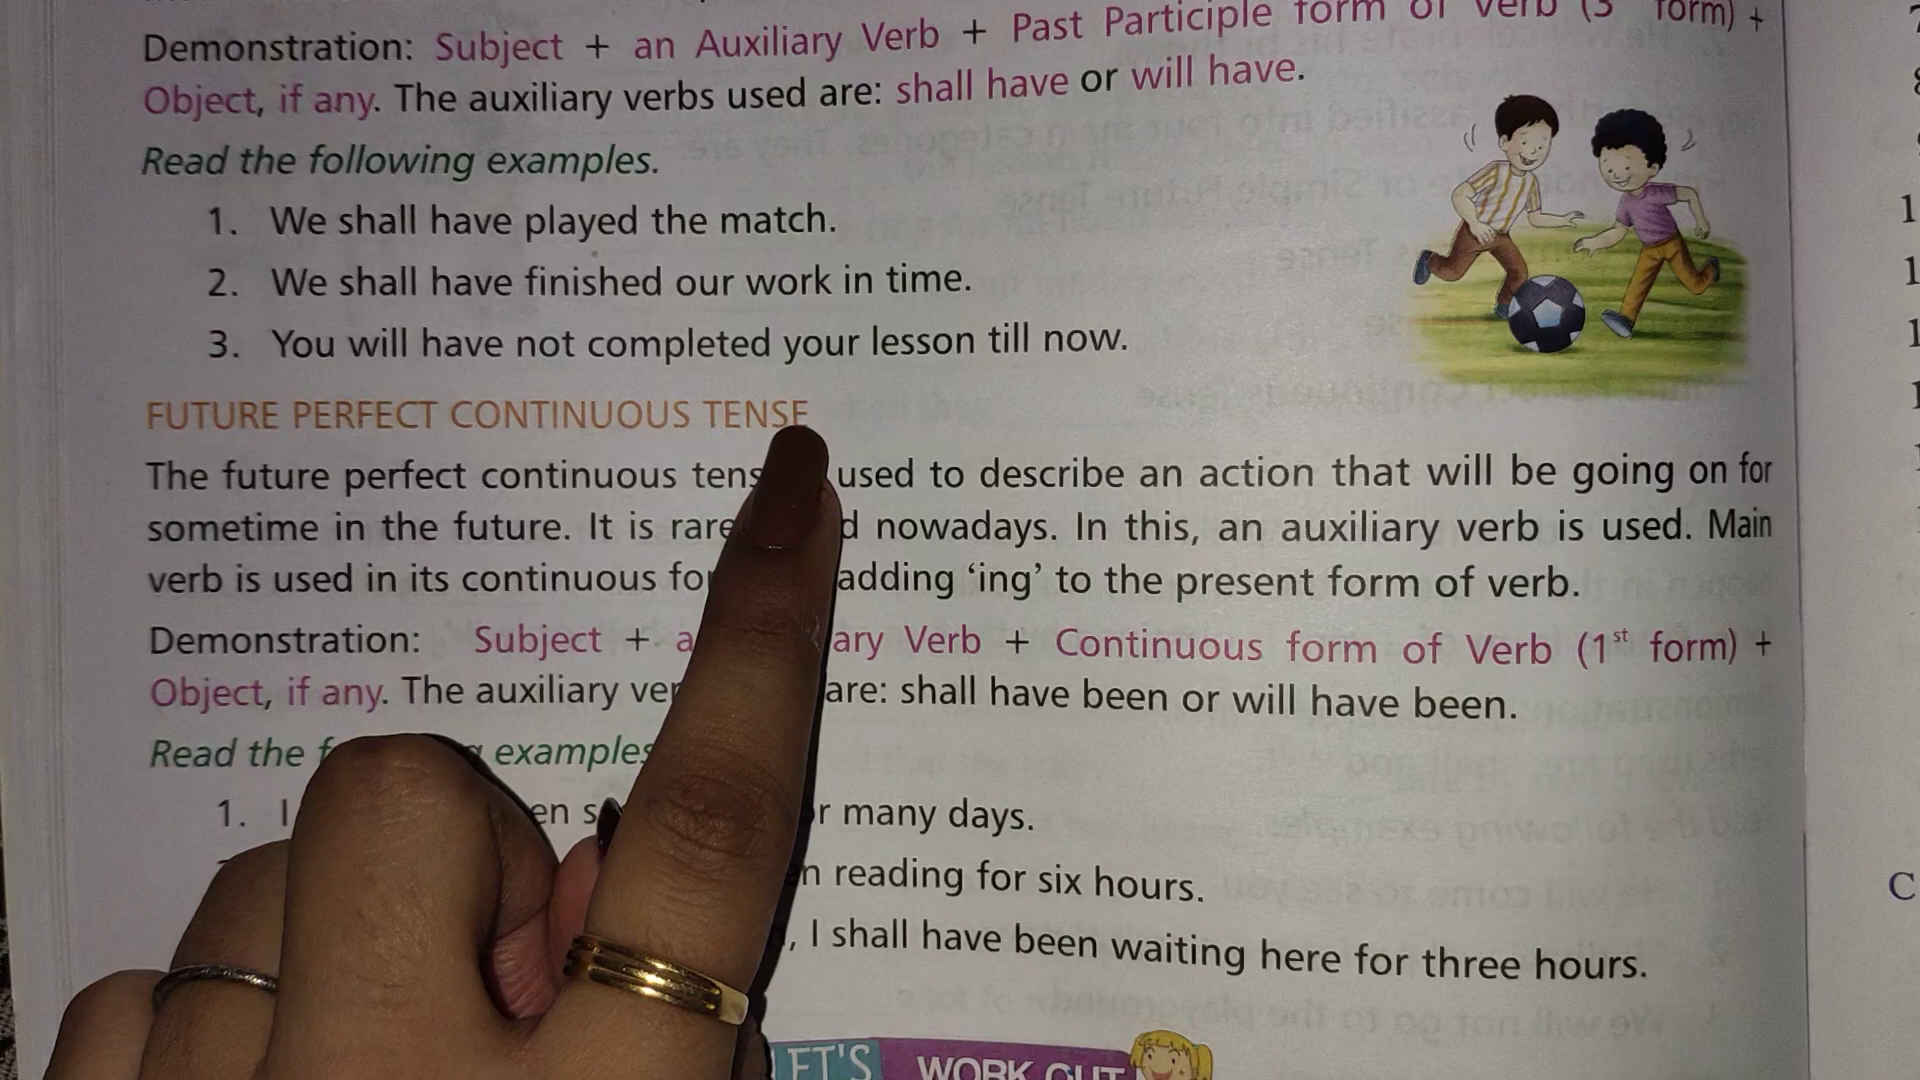 Demonstration: Subject + an Auxiliary Verb + Past Participle form of Verb (3 form) +
Object, if any. The auxiliary verbs used are: shall have or will have.
Read the following examples.
1. We shall have played the match.
2. We shall have finished our work in time.
3. You will have not completed your lesson till now.
FUTURE PERFECT CONTINUOUS TENSE
The future perfect continuous tens used to describe an action that will be going on for
sometime in the future. It is rare d nowadays. In this, an auxiliary verb is used. Main
verb is used in its continuous for adding ‘ing’ to the present form of verb.
Demonstration: Subject + a ary Verb + Continuous form of Verb (1st form) +
Object, if any. The auxiliary ver are: shall have been or will have been.
Read the examples
1. I en s r many days.
n reading for six hours.
, I shall have been waiting here for three hours.
LET'S WORK OUT